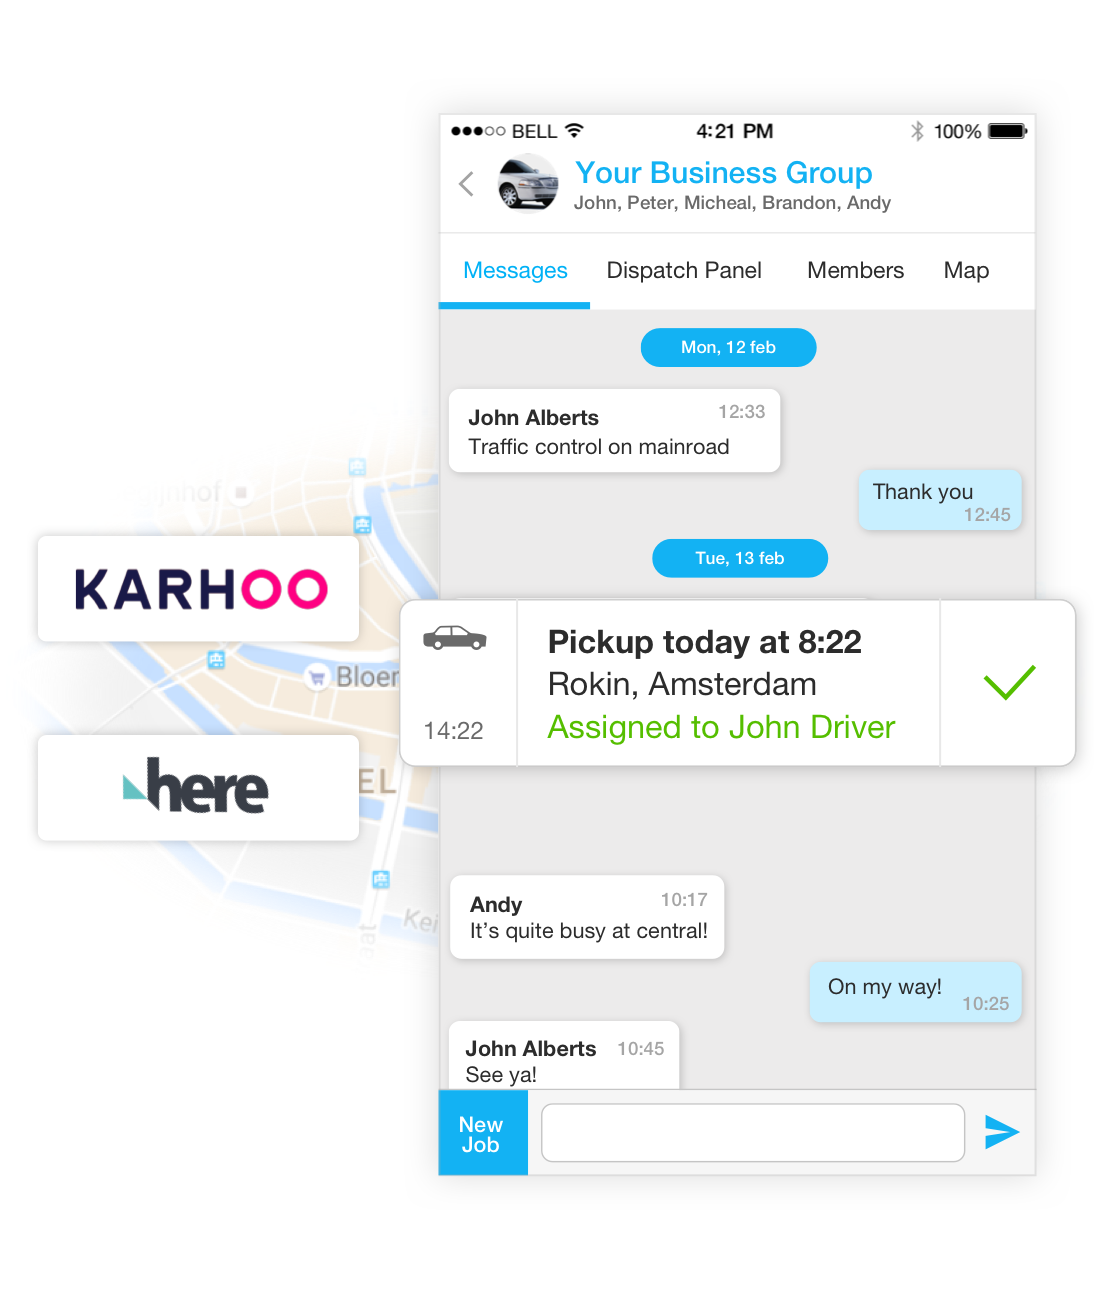 BELL
4:21 PM
100%
Your Business Group
John, Peter, Micheal, Brandon, Andy
Messages
Dispatch Panel
Members
Map
Mon, 12 feb
John Alberts
12:33
Traffic control on mainroad
Thank you
12:45
Tue, 13 feb
KARHOO
Pickup today at 8:22
Rokin, Amsterdam
14:22
Assigned to John Driver
here
Andy
10:17
It’s quite busy at central!
On my way!
10:25
John Alberts
10:45
See ya!
New
Job